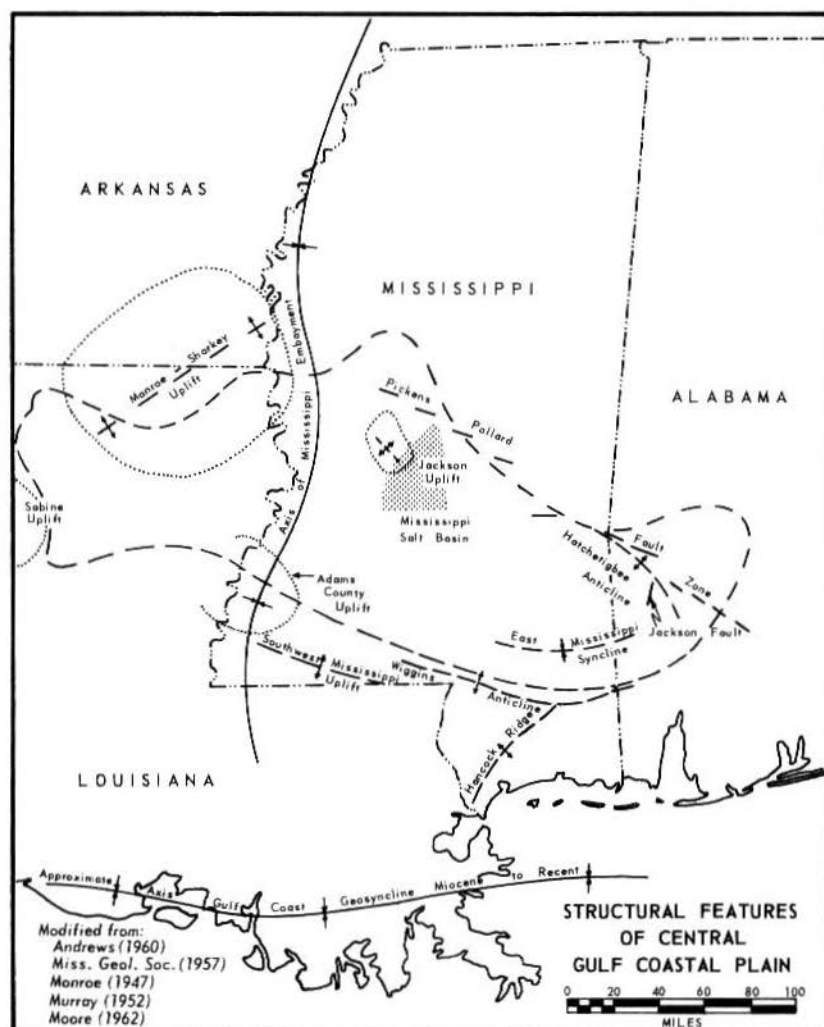 ARKANSAS
MISSISSIPPI
ALABAMA
LOUISIANA
Monroe - Sharkey
Uplift
Axis of Mississippi Embayment
Pickens
Pollard
Fault
Zone
Jackson
Uplift
Mississippi
Salt Basin
Sabine
Uplift
Hatchetigbee
Anticline
Adams
County
Uplift
East Mississippi
Syncline
Jackson Fault
Southwest Mississippi
Uplift
Wiggins
Anticline
Hancock Ridge
Approximate Axis Gulf Coast Geosyncline Miocene to Recent
Modified from:
Andrews (1960)
Miss. Geol. Soc. (1957)
Monroe (1947)
Murray (1952)
Moore (1962)
STRUCTURAL FEATURES
OF CENTRAL
GULF COASTAL PLAIN
0 20 40 60 80 100
MILES